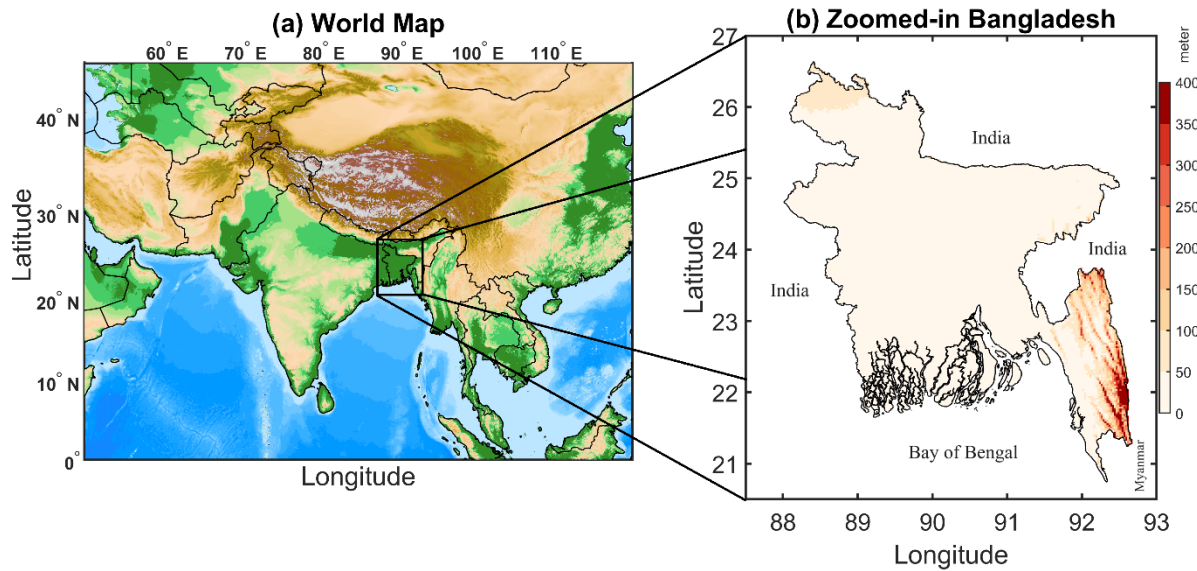 (a) World Map
60° E 70° E 80° E 90° E 100° E 110° E
40° N
30° N
20° N
10° N
0°
Latitude
Longitude
(b) Zoomed-in Bangladesh
27
26
25
24
23
22
21
Latitude
India
India
India
Bay of Bengal
Myanmar
88 89 90 91 92 93
Longitude
meter
400
350
300
250
200
150
100
50
0